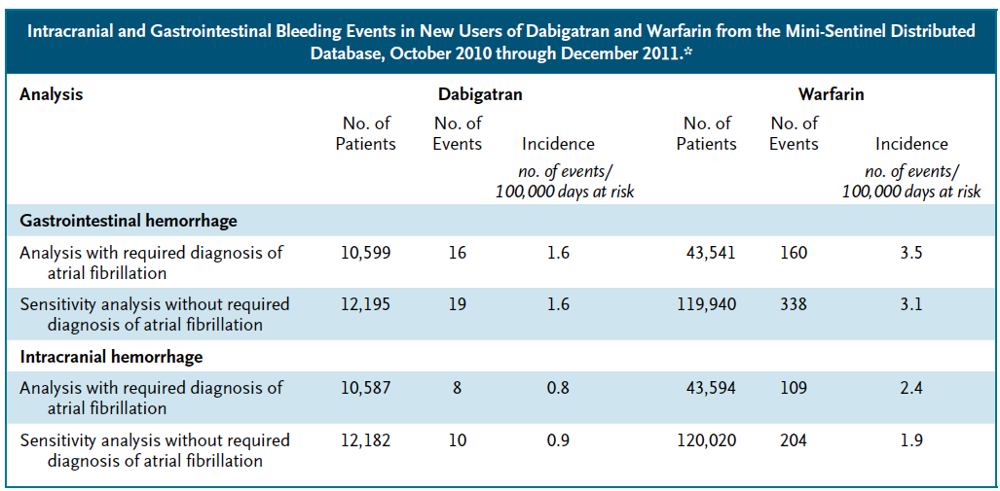 Intracranial and Gastrointestinal Bleeding Events in New Users of Dabigatran and Warfarin from the Mini-Sentinel Distributed
Database, October 2010 through December 2011.*
Analysis Dabigatran Warfarin
No. of No. of No. of No. of
Patients Events Incidence Patients Events Incidence
no. of events/ no. of events/
100,000 days at risk 100,000 days at risk
Gastrointestinal hemorrhage
Analysis with required diagnosis of 10,599 16 1.6 43,541 160 3.5
atrial fibrillation
Sensitivity analysis without required 12,195 19 1.6 119,940 338 3.1
diagnosis of atrial fibrillation
Intracranial hemorrhage
Analysis with required diagnosis of 10,587 8 0.8 43,594 109 2.4
atrial fibrillation
Sensitivity analysis without required 12,182 10 0.9 120,020 204 1.9
diagnosis of atrial fibrillation